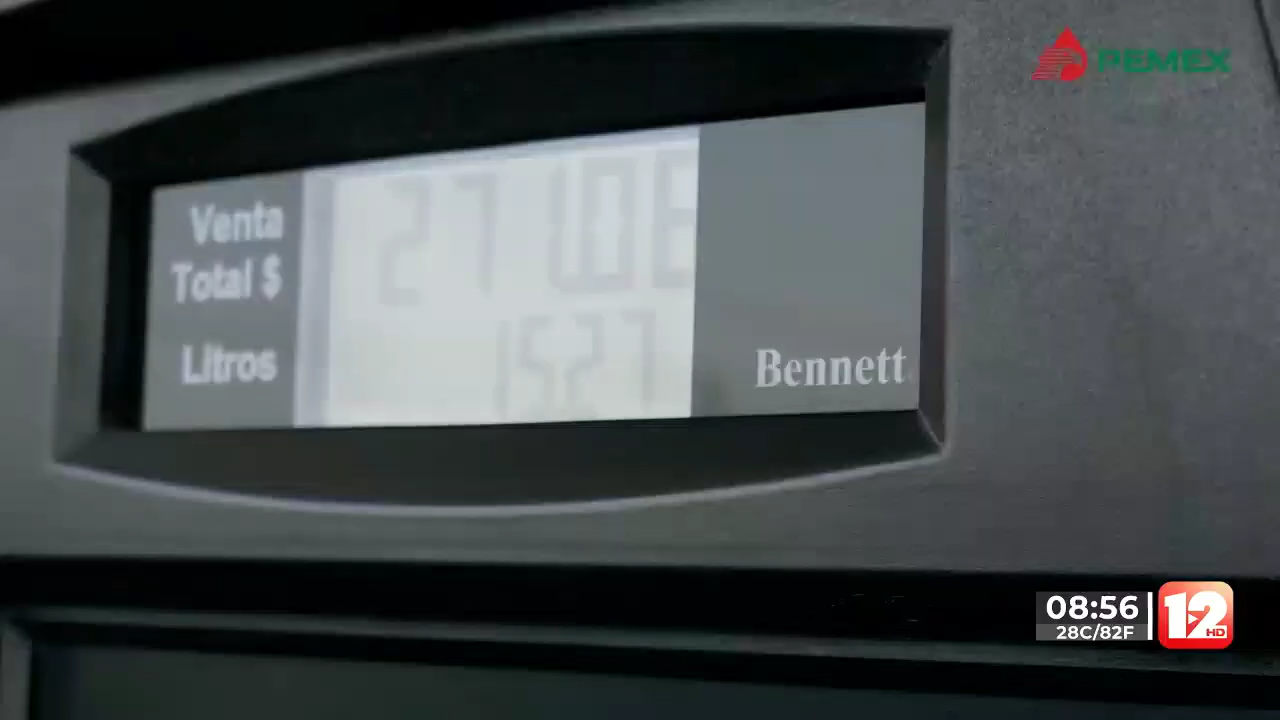 PEMEX
Venta
Total $
Litros
Bennett
08:56
28C/82F
12
HD